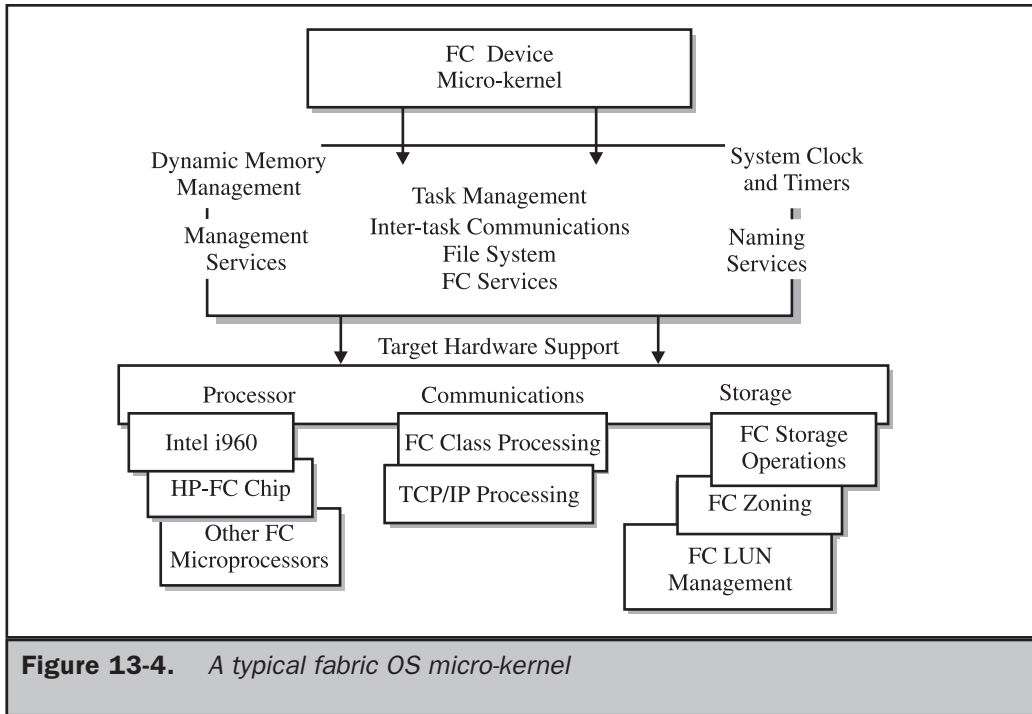 FC Device
Micro-kernel
Dynamic Memory
Management
System Clock
and Timers
Task Management
Inter-task Communications
File System
FC Services
Management
Services
Naming
Services
Target Hardware Support
Processor
Communications
Storage
Intel i960
HP-FC Chip
Other FC
Microprocessors
FC Class Processing
TCP/IP Processing
FC Storage
Operations
FC Zoning
FC LUN
Management
Figure 13-4. A typical fabric OS micro-kernel